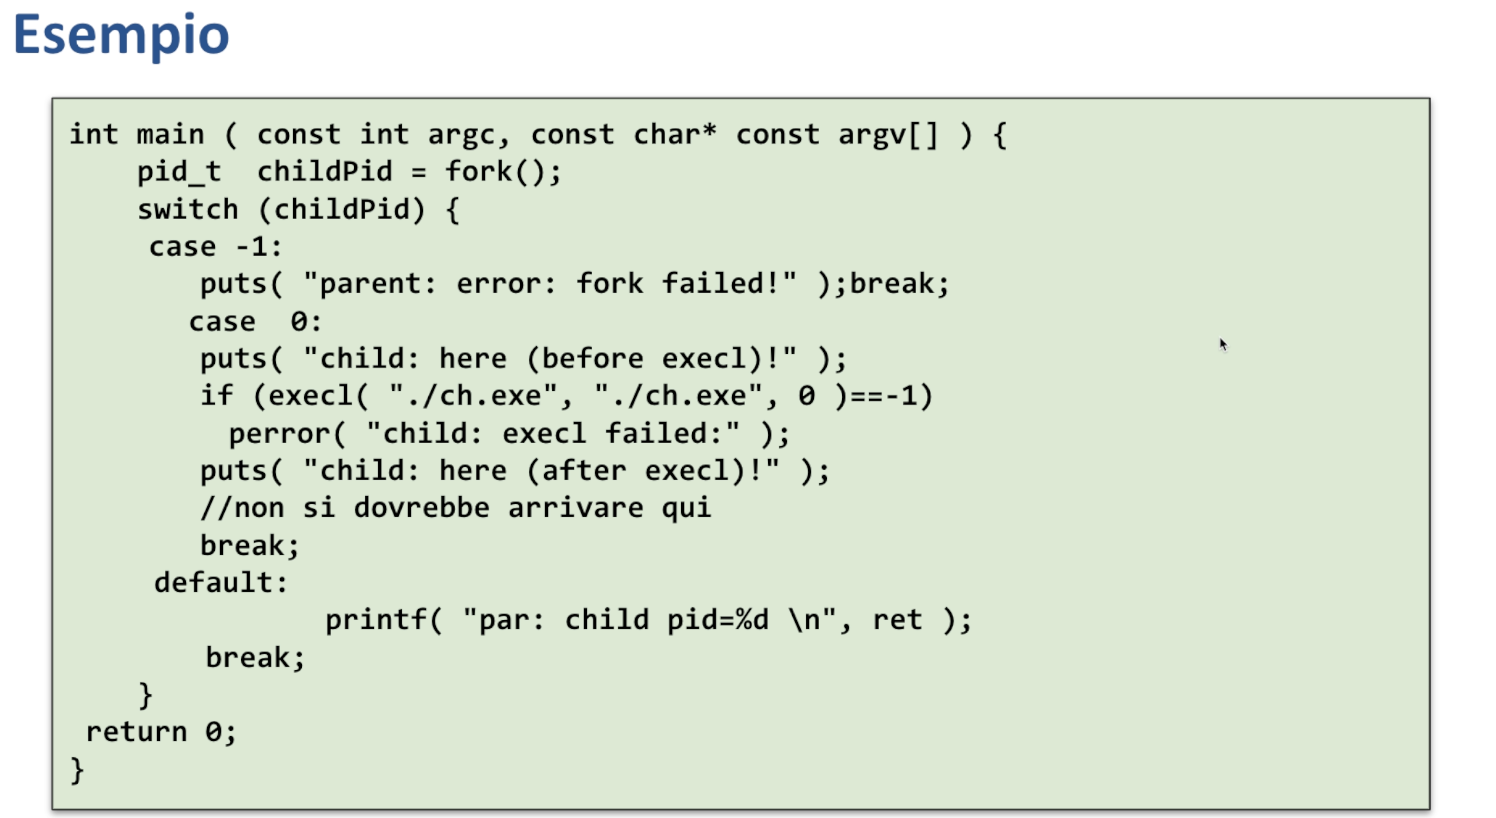 Esempio
int main ( const int argc, const char* const argv[] ) {
pid_t  childPid = fork();
switch (childPid) {
case -1:
puts( "parent: error: fork failed!" );break;
case  0:
puts( "child: here (before execl)!" );
if (execl( "./ch.exe", "./ch.exe", 0 )==-1)
perror( "child: execl failed:" );
puts( "child: here (after execl)!" );
//non si dovrebbe arrivare qui
break;
default:
printf( "par: child pid=%d \n", ret );
break;
}
return 0;
}